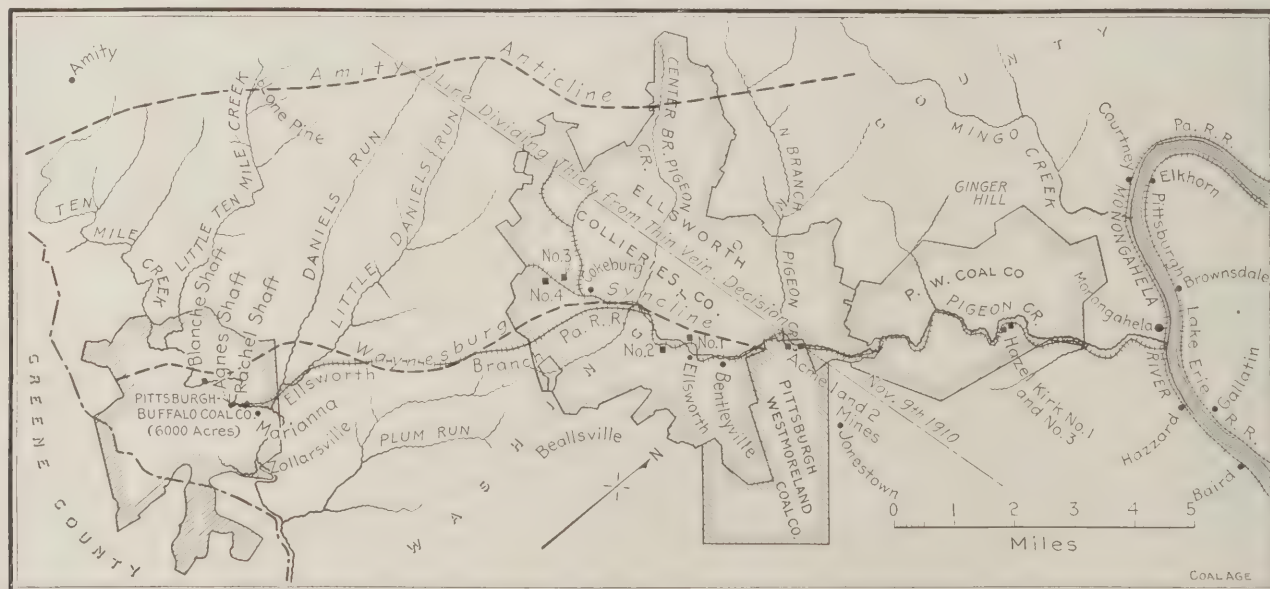 Amity
Amity Anticline
Line Dividing Thick from Thin Vein. Decision Nov. 9th 1910
Lone Pine
TEN MILE CREEK
LITTLE TEN MILE CREEK
DANIELS RUN
LITTLE DANIELS RUN
CENTER BR. PIGEON CR.
N BRANCH
PIGEON CR.
MINGO CREEK
GINGER HILL
Courtney
Pa. R. R.
Elkhorn
MONONGAHELA RIVER
Pittsburgh Lake Erie R. R.
Brownsdale
Monongahela
Gallatin
Hazzard
Baird
ELLSWORTH COLLIERIES CO.
No.3
No.4
Cokeburg
Waynesburg Syncline
Pa. R. R.
Ellsworth Branch
No.1
No.2
Ellsworth
Bentleyville
Acme 1 and 2 Mines
Jonestown
PITTSBURGH WESTMORELAND COAL CO.
P. W. COAL CO
PIGEON CR.
Hazel Kirk No.1 and No.3
Blanche Shaft
Agnes Shaft
Rachel Shaft
PITTSBURGH-
BUFFALO COAL CO.
(6000 Acres)
Marianna
Zollarsville
PLUM RUN
Beallsville
GREENE COUNTY
WASHINGTON COUNTY
N
0 1 2 3 4 5
Miles
COAL AGE